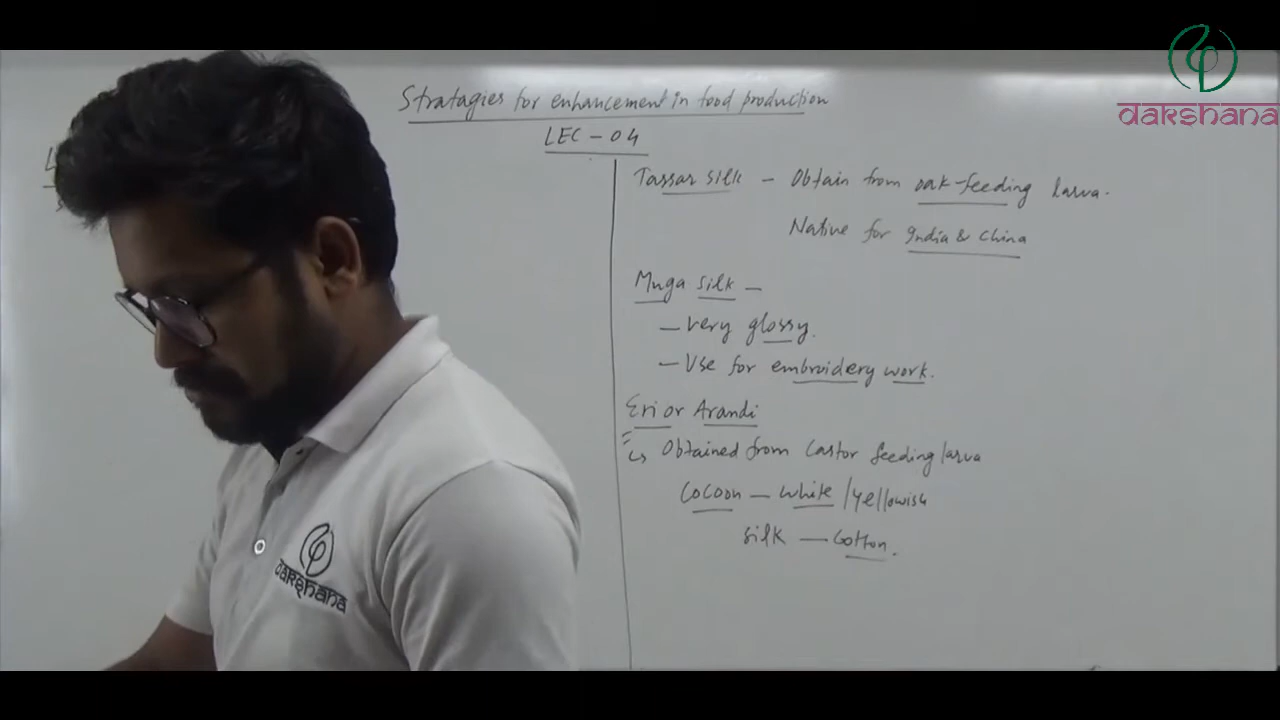 dakshana
Stratagies for enhancement in food production
LEC - 04
Tassar silk - Obtain from oak-feeding larva.
Native for India & China
Muga silk -
- Very glossy.
- Use for embroidery work.
Eri or Arandi
↳ Obtained from Castor feeding larva
Cocoon - white / yellowish
silk - Cotton.
dakshana